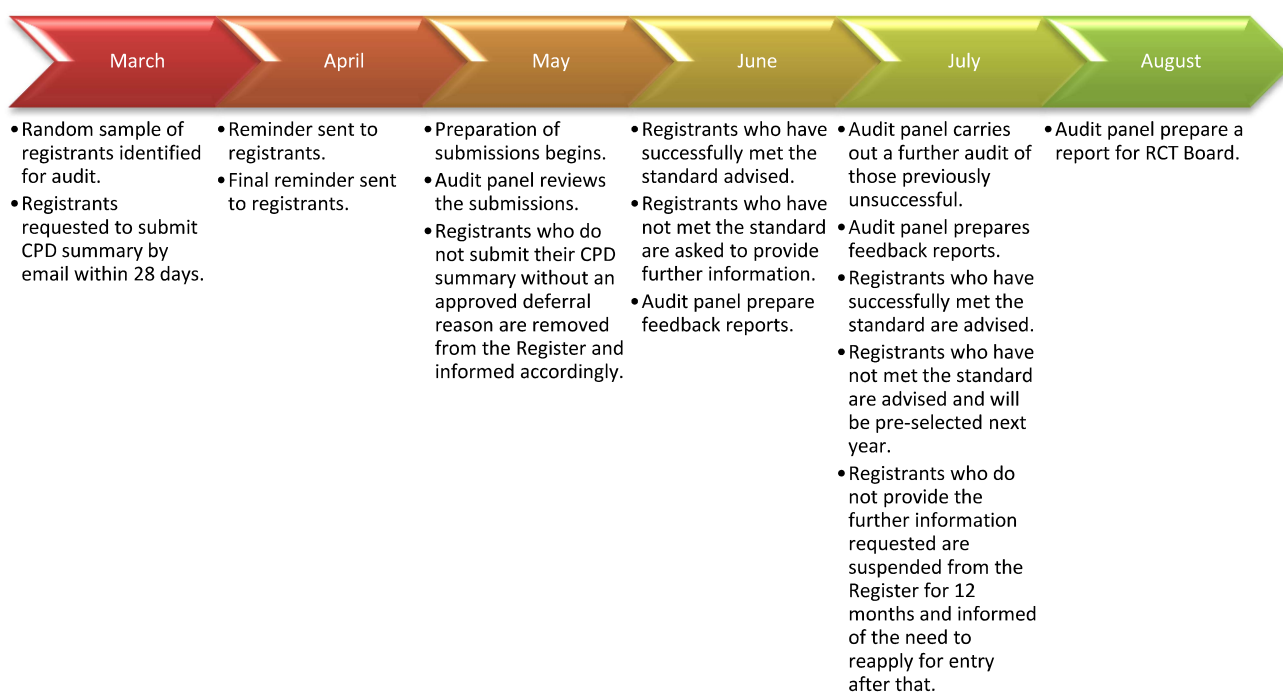 March
April
May
June
July
August
•Random sample of
registrants identified
for audit.
•Registrants
requested to submit
CPD summary by
email within 28 days.
•Reminder sent to
registrants.
•Final reminder sent
to registrants.
•Preparation of
submissions begins.
•Audit panel reviews
the submissions.
•Registrants who do
not submit their CPD
summary without an
approved deferral
reason are removed
from the Register and
informed accordingly.
•Registrants who have
successfully met the
standard advised.
•Registrants who have
not met the standard
are asked to provide
further information.
•Audit panel prepare
feedback reports.
•Audit panel carries
out a further audit of
those previously
unsuccessful.
•Audit panel prepares
feedback reports.
•Registrants who have
successfully met the
standard are advised.
•Registrants who have
not met the standard
are advised and will
be pre-selected next
year.
•Registrants who do
not provide the
further information
requested are
suspended from the
Register for 12
months and informed
of the need to
reapply for entry
after that.
•Audit panel prepare a
report for RCT Board.